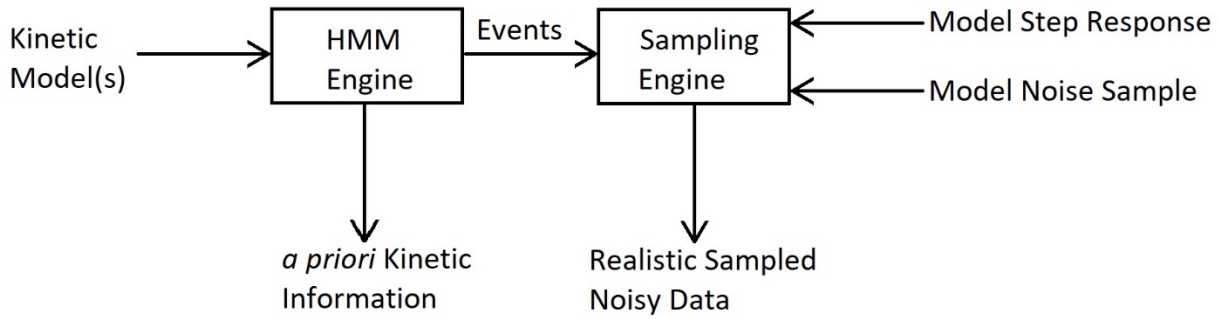 Kinetic
Model(s)
HMM
Engine
Events
Sampling
Engine
Model Step Response
Model Noise Sample
a priori Kinetic
Information
Realistic Sampled
Noisy Data